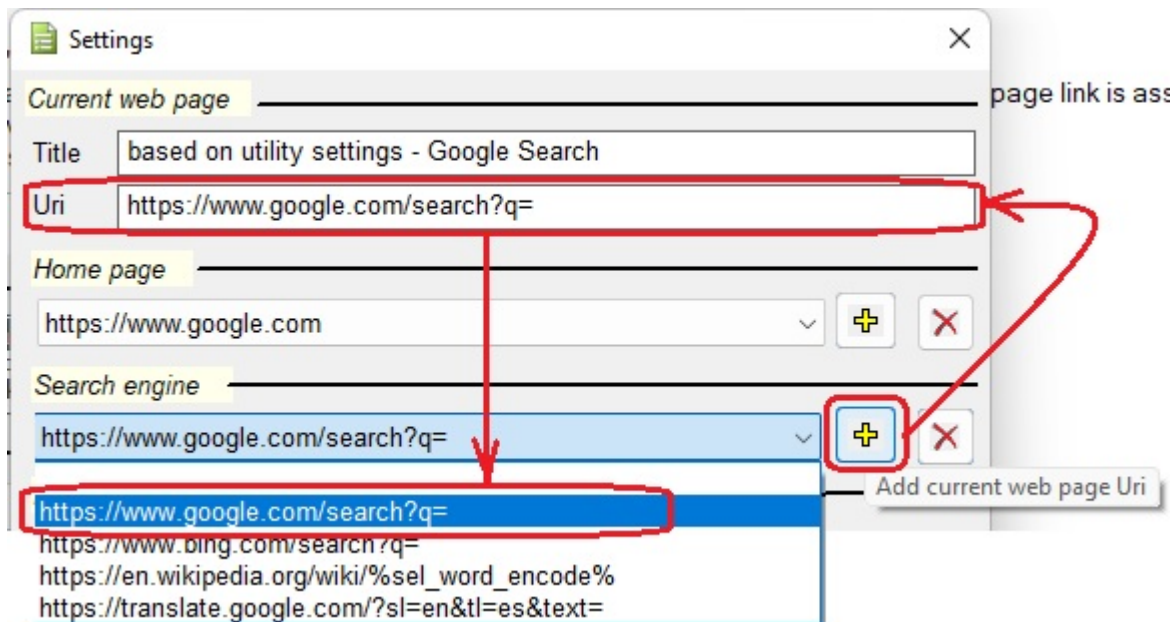 Settings
Current web page
page link is ass
Title based on utility settings - Google Search
Uri https://www.google.com/search?q=
Home page
https://www.google.com
Search engine
https://www.google.com/search?q=
Add current web page Uri
https://www.google.com/search?q=
https://www.bing.com/search?q=
https://en.wikipedia.org/wiki/%sel_word_encode%
https://translate.google.com/?sl=en&tl=es&text=